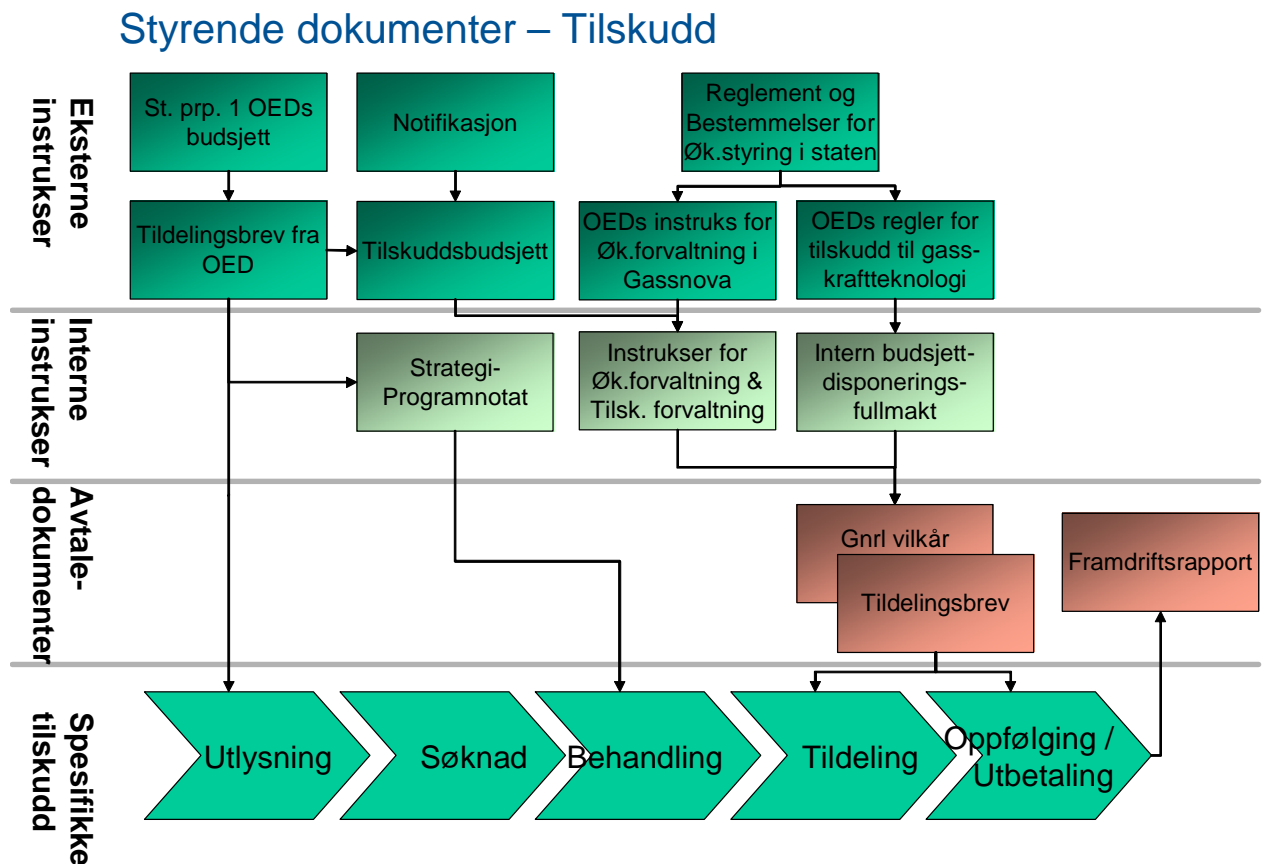 Styrende dokumenter – Tilskudd
Eksterne
instrukser
St. prp. 1 OEDs
budsjett
Notifikasjon
Reglement og
Bestemmelser for
Øk.styring i staten
Tildelingsbrev fra
OED
Tilskuddsbudsjett
OEDs instruks for
Øk.forvaltning i
Gassnova
OEDs regler for
tilskudd til gass-
kraftteknologi
Interne
instrukser
Strategi-
Programnotat
Instrukser for
Øk.forvaltning &
Tilsk. forvaltning
Intern budsjett-
disponerings-
fullmakt
Avtale-
dokumenter
Gnrl vilkår
Tildelingsbrev
Framdriftsrapport
Spesifikke
tilskudd
Utlysning
Søknad
Behandling
Tildeling
Oppfølging /
Utbetaling